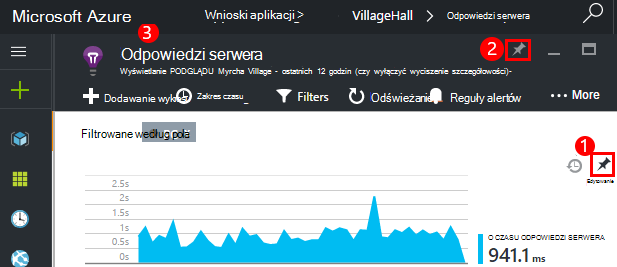 Microsoft Azure
Wnioski aplikacji >
VillageHall
Odpowiedzi serwera
3
Odpowiedzi serwera
2
Wyświetlanie PODGLĄDU Myrcha Village - ostatnich 12 godzin (czy wyłączyć wyciszenie szczegółowości)-
Dodawanie wykre
Zakres czasu
Filters
Odświeżanie
Reguły alertów
More
Filtrowane według pola
1
Edytowanie
2.5s
2s
1.5s
1s
0.5s
0s
O CZASU ODPOWIEDZI SERWERA
941.1 ms